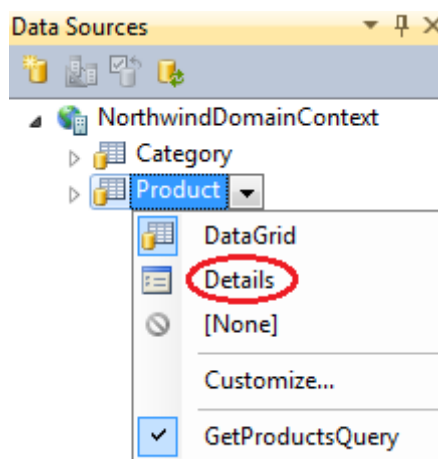 Data Sources
NorthwindDomainContext
Category
Product
DataGrid
Details
[None]
Customize...
GetProductsQuery